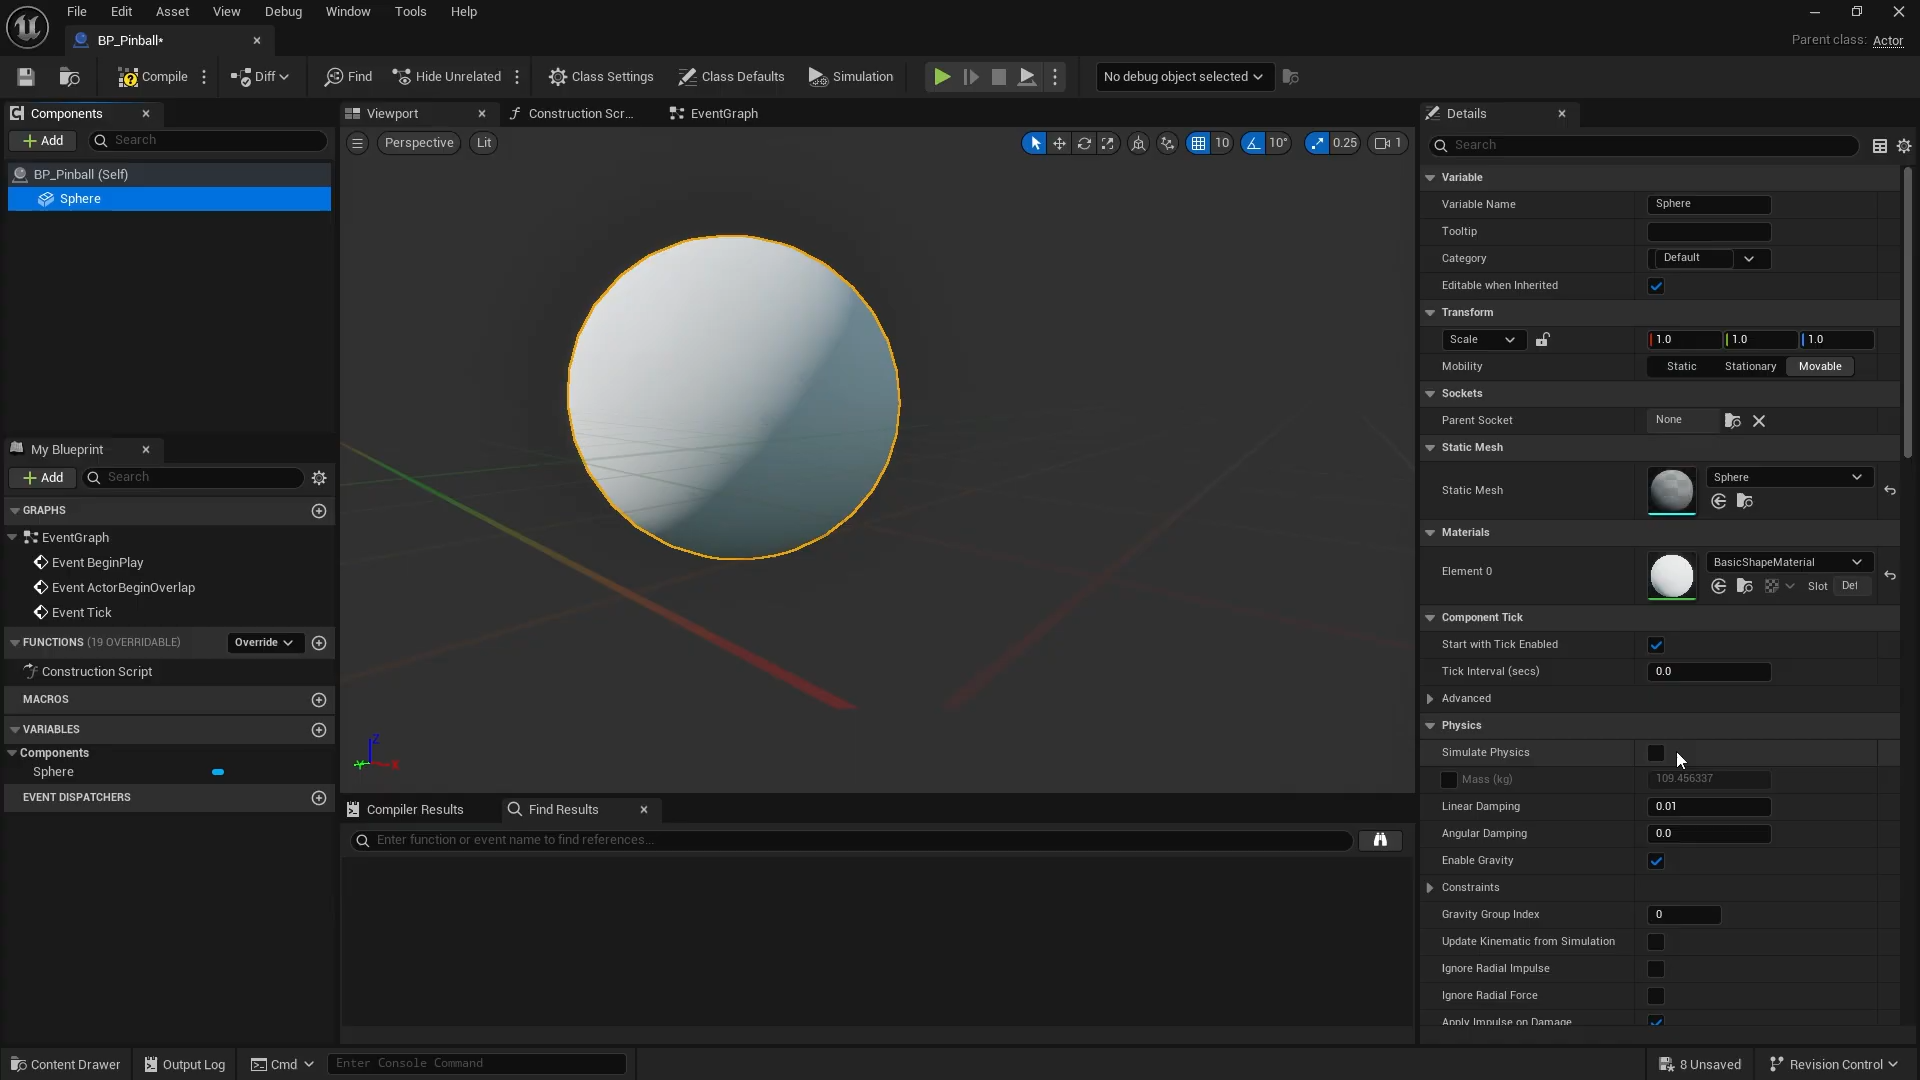 File Edit Asset View Debug Window Tools Help
BP_Pinball*
Parent class: Actor
Compile Diff Find Hide Unrelated Class Settings Class Defaults Simulation No debug object selected
Components
Add Search
BP_Pinball (Self)
Sphere
My Blueprint
Add Search
GRAPHS
EventGraph
Event BeginPlay
Event ActorBeginOverlap
Event Tick
FUNCTIONS (19 OVERRIDABLE) Override
Construction Script
MACROS
VARIABLES
Components
Sphere
EVENT DISPATCHERS
Viewport Construction Scr... EventGraph
Perspective Lit 10 10° 0.25 1
Z
Y X
Compiler Results Find Results
Enter function or event name to find references...
Details
Search
Variable
Variable Name Sphere
Tooltip
Category Default
Editable when Inherited
Transform
Scale 1.0 1.0 1.0
Mobility Static Stationary Movable
Sockets
Parent Socket None
Static Mesh
Static Mesh Sphere
Materials
Element 0 BasicShapeMaterial
Slot Def
Component Tick
Start with Tick Enabled
Tick Interval (secs) 0.0
Advanced
Physics
Simulate Physics
Mass (kg) 109.456337
Linear Damping 0.01
Angular Damping 0.0
Enable Gravity
Constraints
Gravity Group Index 0
Update Kinematic from Simulation
Ignore Radial Impulse
Ignore Radial Force
Apply Impulse on Damage
Content Drawer Output Log Cmd Enter Console Command 8 Unsaved Revision Control